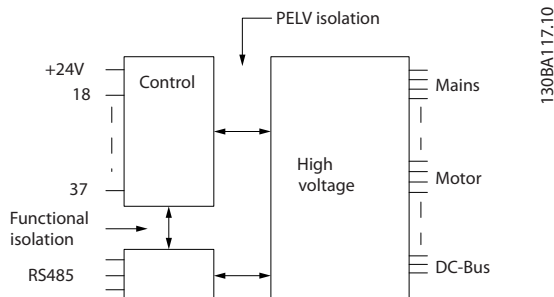 PELV isolation
130BA117.10
+24V
Control
Mains
18
High
voltage
37
Motor
Functional
isolation
RS485
DC-Bus